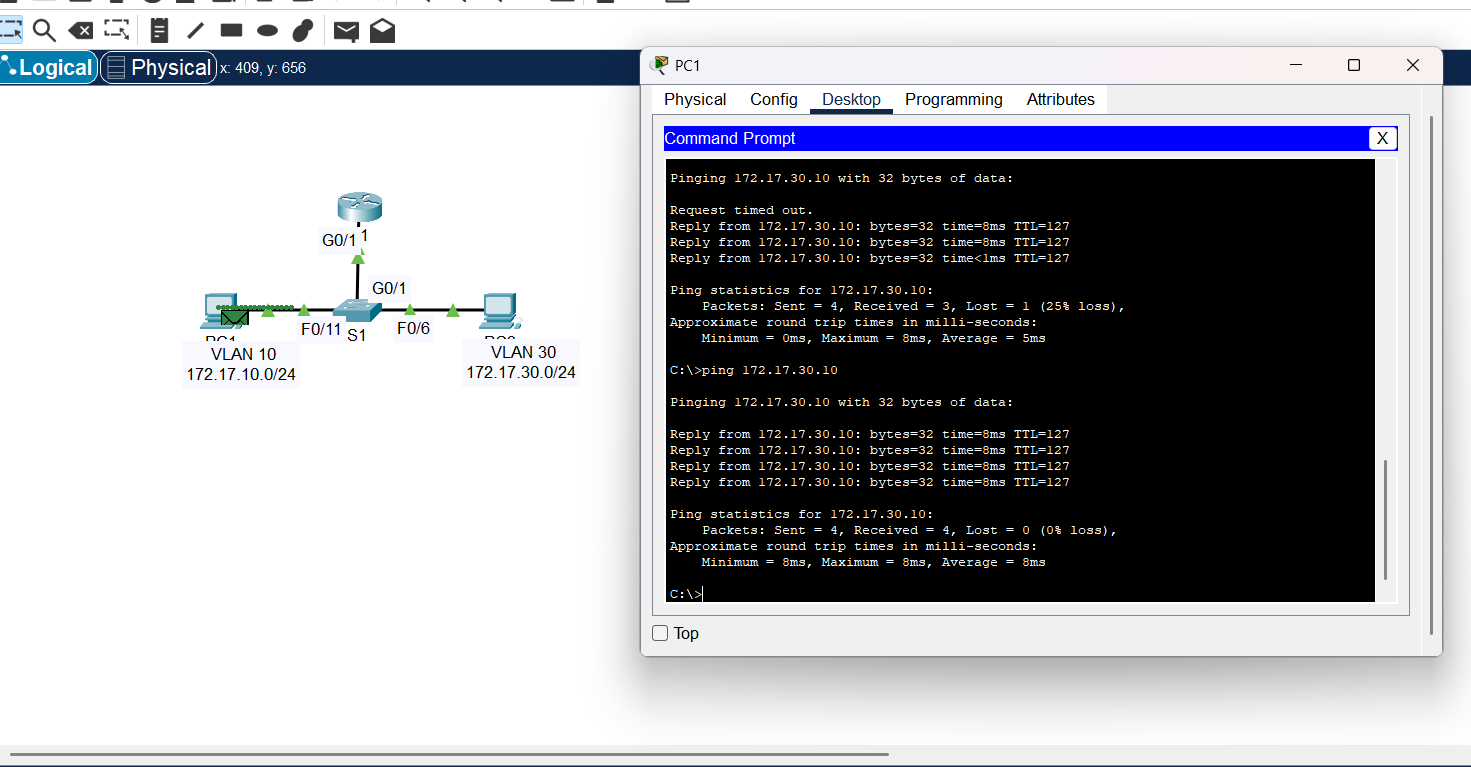 Logical
Physical
x: 409, y: 656
G0/1
1
G0/1
F0/11
S1
F0/6
VLAN 10
172.17.10.0/24
VLAN 30
172.17.30.0/24
PC1
Physical
Config
Desktop
Programming
Attributes
Command Prompt
X
Pinging 172.17.30.10 with 32 bytes of data:
Request timed out.
Reply from 172.17.30.10: bytes=32 time=8ms TTL=127
Reply from 172.17.30.10: bytes=32 time=8ms TTL=127
Reply from 172.17.30.10: bytes=32 time<1ms TTL=127
Ping statistics for 172.17.30.10:
Packets: Sent = 4, Received = 3, Lost = 1 (25% loss),
Approximate round trip times in milli-seconds:
Minimum = 0ms, Maximum = 8ms, Average = 5ms
C:\>ping 172.17.30.10
Pinging 172.17.30.10 with 32 bytes of data:
Reply from 172.17.30.10: bytes=32 time=8ms TTL=127
Reply from 172.17.30.10: bytes=32 time=8ms TTL=127
Reply from 172.17.30.10: bytes=32 time=8ms TTL=127
Reply from 172.17.30.10: bytes=32 time=8ms TTL=127
Ping statistics for 172.17.30.10:
Packets: Sent = 4, Received = 4, Lost = 0 (0% loss),
Approximate round trip times in milli-seconds:
Minimum = 8ms, Maximum = 8ms, Average = 8ms
C:\>
Top